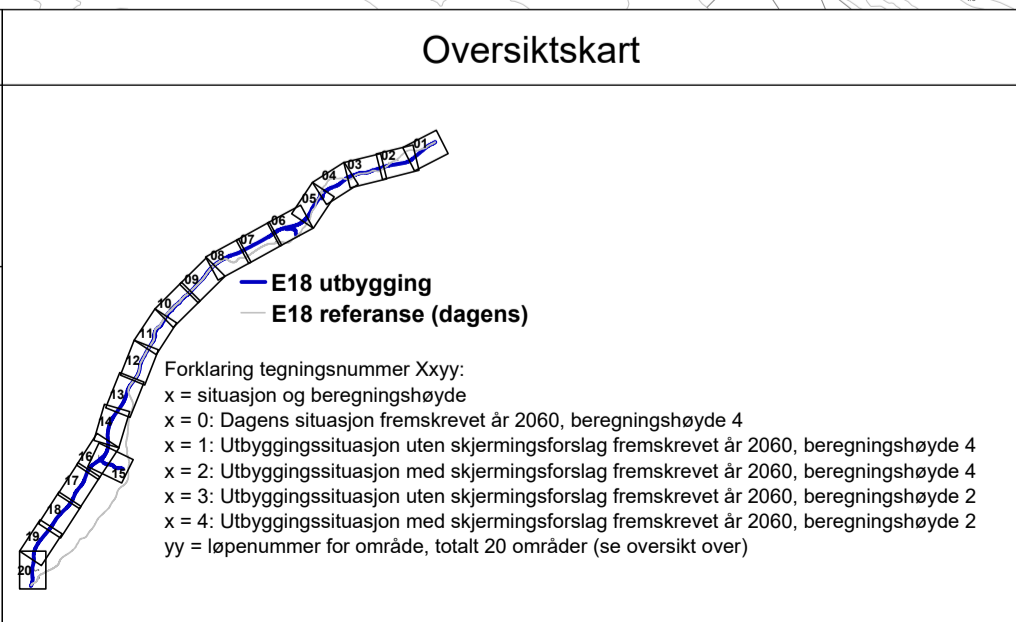 Oversiktskart
01
02
03
04
05
06
07
08
09
10
11
12
13
14
15
16
17
18
19
20
E18 utbygging
E18 referanse (dagens)
Forklaring tegningsnummer Xxyy:
x = situasjon og beregningshøyde
x = 0: Dagens situasjon fremskrevet år 2060, beregningshøyde 4
x = 1: Utbyggingssituasjon uten skjermingsforslag fremskrevet år 2060, beregningshøyde 4
x = 2: Utbyggingssituasjon med skjermingsforslag fremskrevet år 2060, beregningshøyde 4
x = 3: Utbyggingssituasjon uten skjermingsforslag fremskrevet år 2060, beregningshøyde 2
x = 4: Utbyggingssituasjon med skjermingsforslag fremskrevet år 2060, beregningshøyde 2
yy = løpenummer for område, totalt 20 områder (se oversikt over)